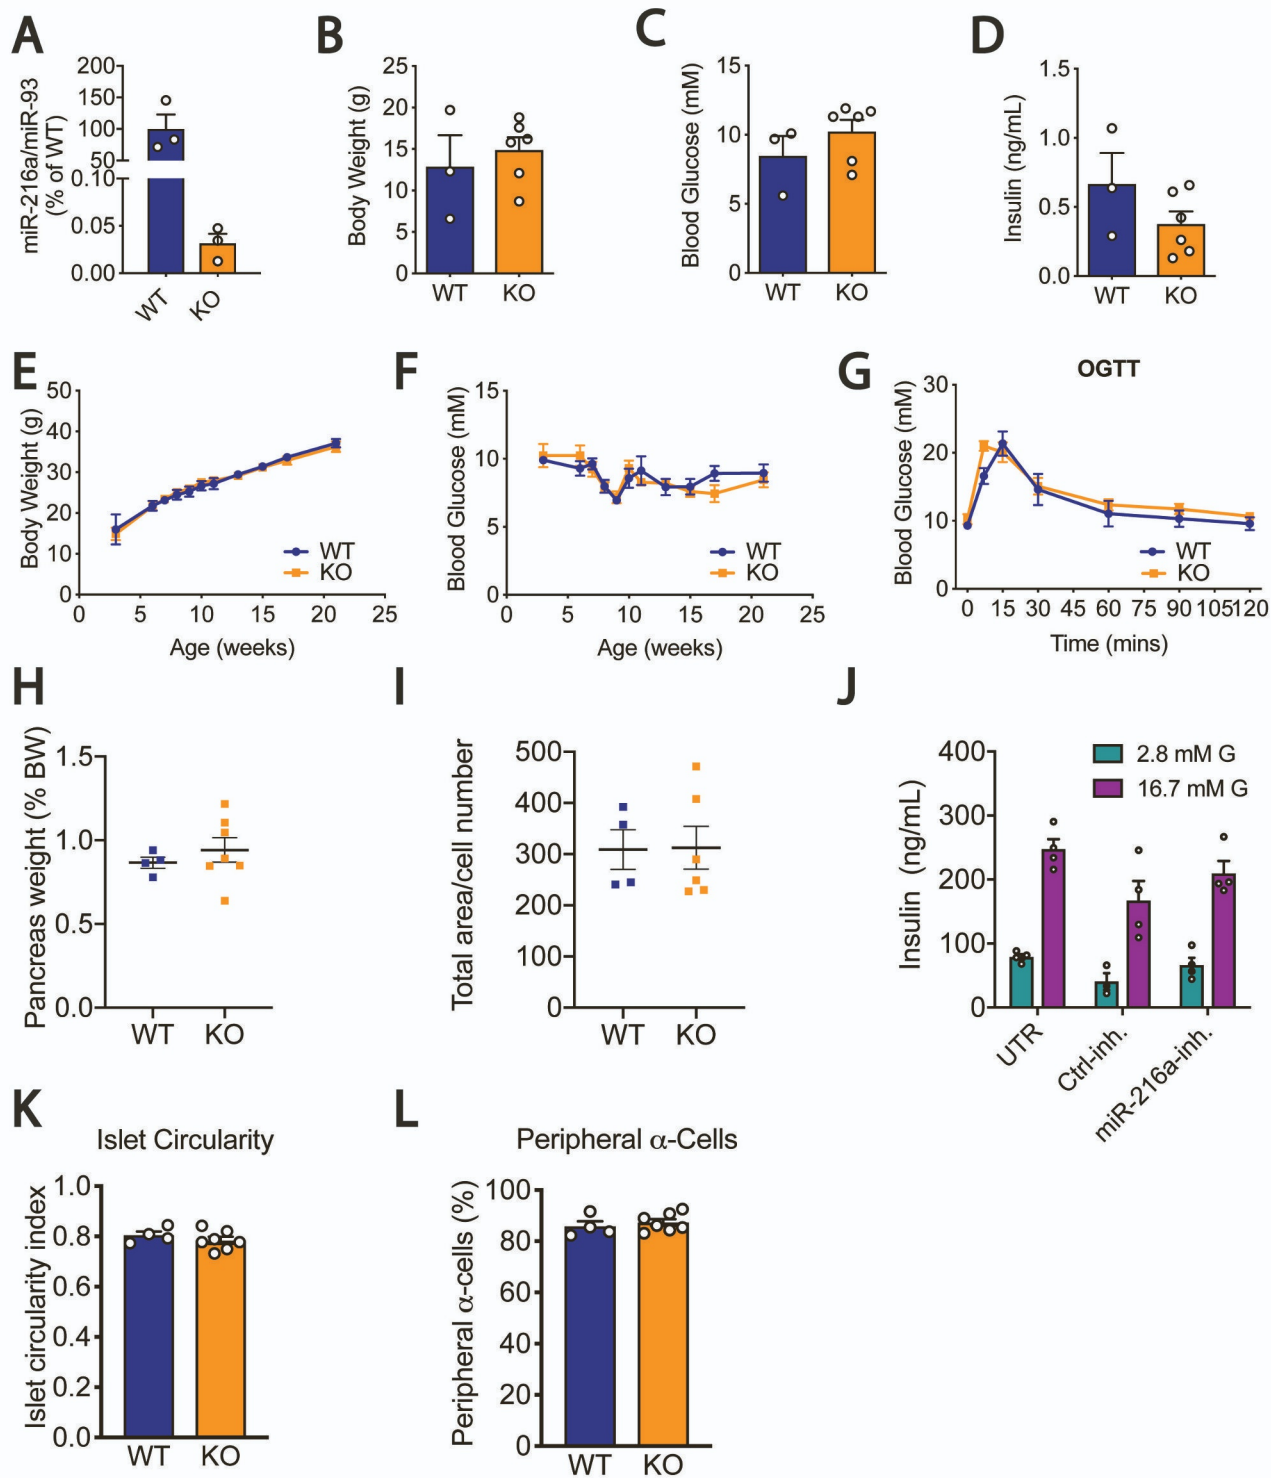 A
miR-216a/miR-93
(% of WT)
200
150
100
50
0.10
0.05
0.00
WT
KO
B
Body Weight (g)
25
20
15
10
5
0
WT
KO
C
Blood Glucose (mM)
15
10
5
0
WT
KO
D
Insulin (ng/mL)
1.5
1.0
0.5
0.0
WT
KO
E
Body Weight (g)
50
40
30
20
10
0
WT
KO
0 5 10 15 20 25
Age (weeks)
F
Blood Glucose (mM)
15
10
5
0
WT
KO
0 5 10 15 20 25
Age (weeks)
G
OGTT
Blood Glucose (mM)
30
20
10
0
WT
KO
0 15 30 45 60 75 90 105 120
Time (mins)
H
Pancreas weight (% BW)
1.5
1.0
0.5
0.0
WT
KO
I
Total area/cell number
500
400
300
200
100
0
WT
KO
J
Insulin (ng/mL)
400
300
200
100
0
2.8 mM G
16.7 mM G
UTR
Ctrl-inh.
miR-216a-inh.
K
Islet Circularity
Islet circularity index
1.0
0.8
0.6
0.4
0.2
0.0
WT
KO
L
Peripheral α-Cells
Peripheral α-cells (%)
100
80
60
40
20
0
WT
KO